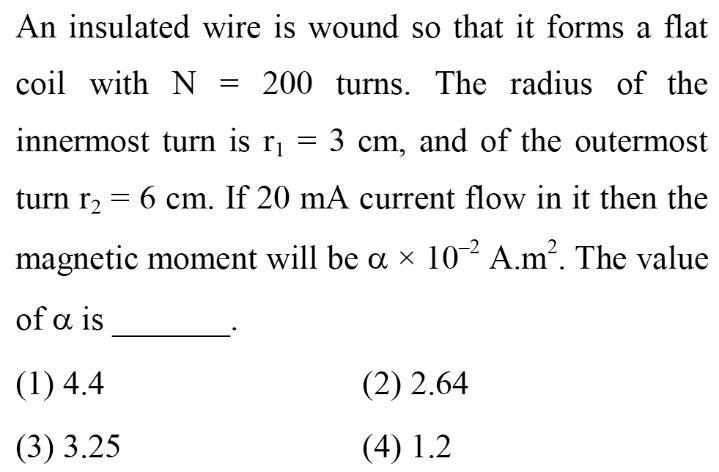 An insulated wire is wound so that it forms a flat
coil with N = 200 turns. The radius of the
innermost turn is r₁ = 3 cm, and of the outermost
turn r₂ = 6 cm. If 20 mA current flow in it then the
magnetic moment will be α × 10⁻² A.m². The value
of α is ________.
(1) 4.4 (2) 2.64
(3) 3.25 (4) 1.2